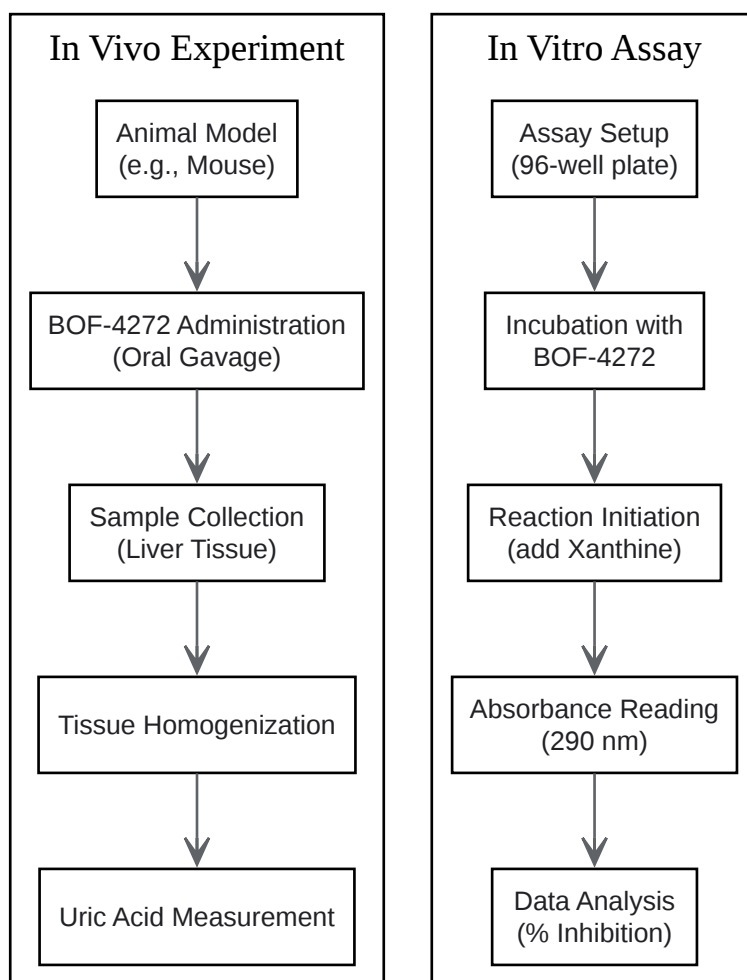 In Vivo Experiment
Animal Model
(e.g., Mouse)
BOF-4272 Administration
(Oral Gavage)
Sample Collection
(Liver Tissue)
Tissue Homogenization
Uric Acid Measurement
In Vitro Assay
Assay Setup
(96-well plate)
Incubation with
BOF-4272
Reaction Initiation
(add Xanthine)
Absorbance Reading
(290 nm)
Data Analysis
(% Inhibition)